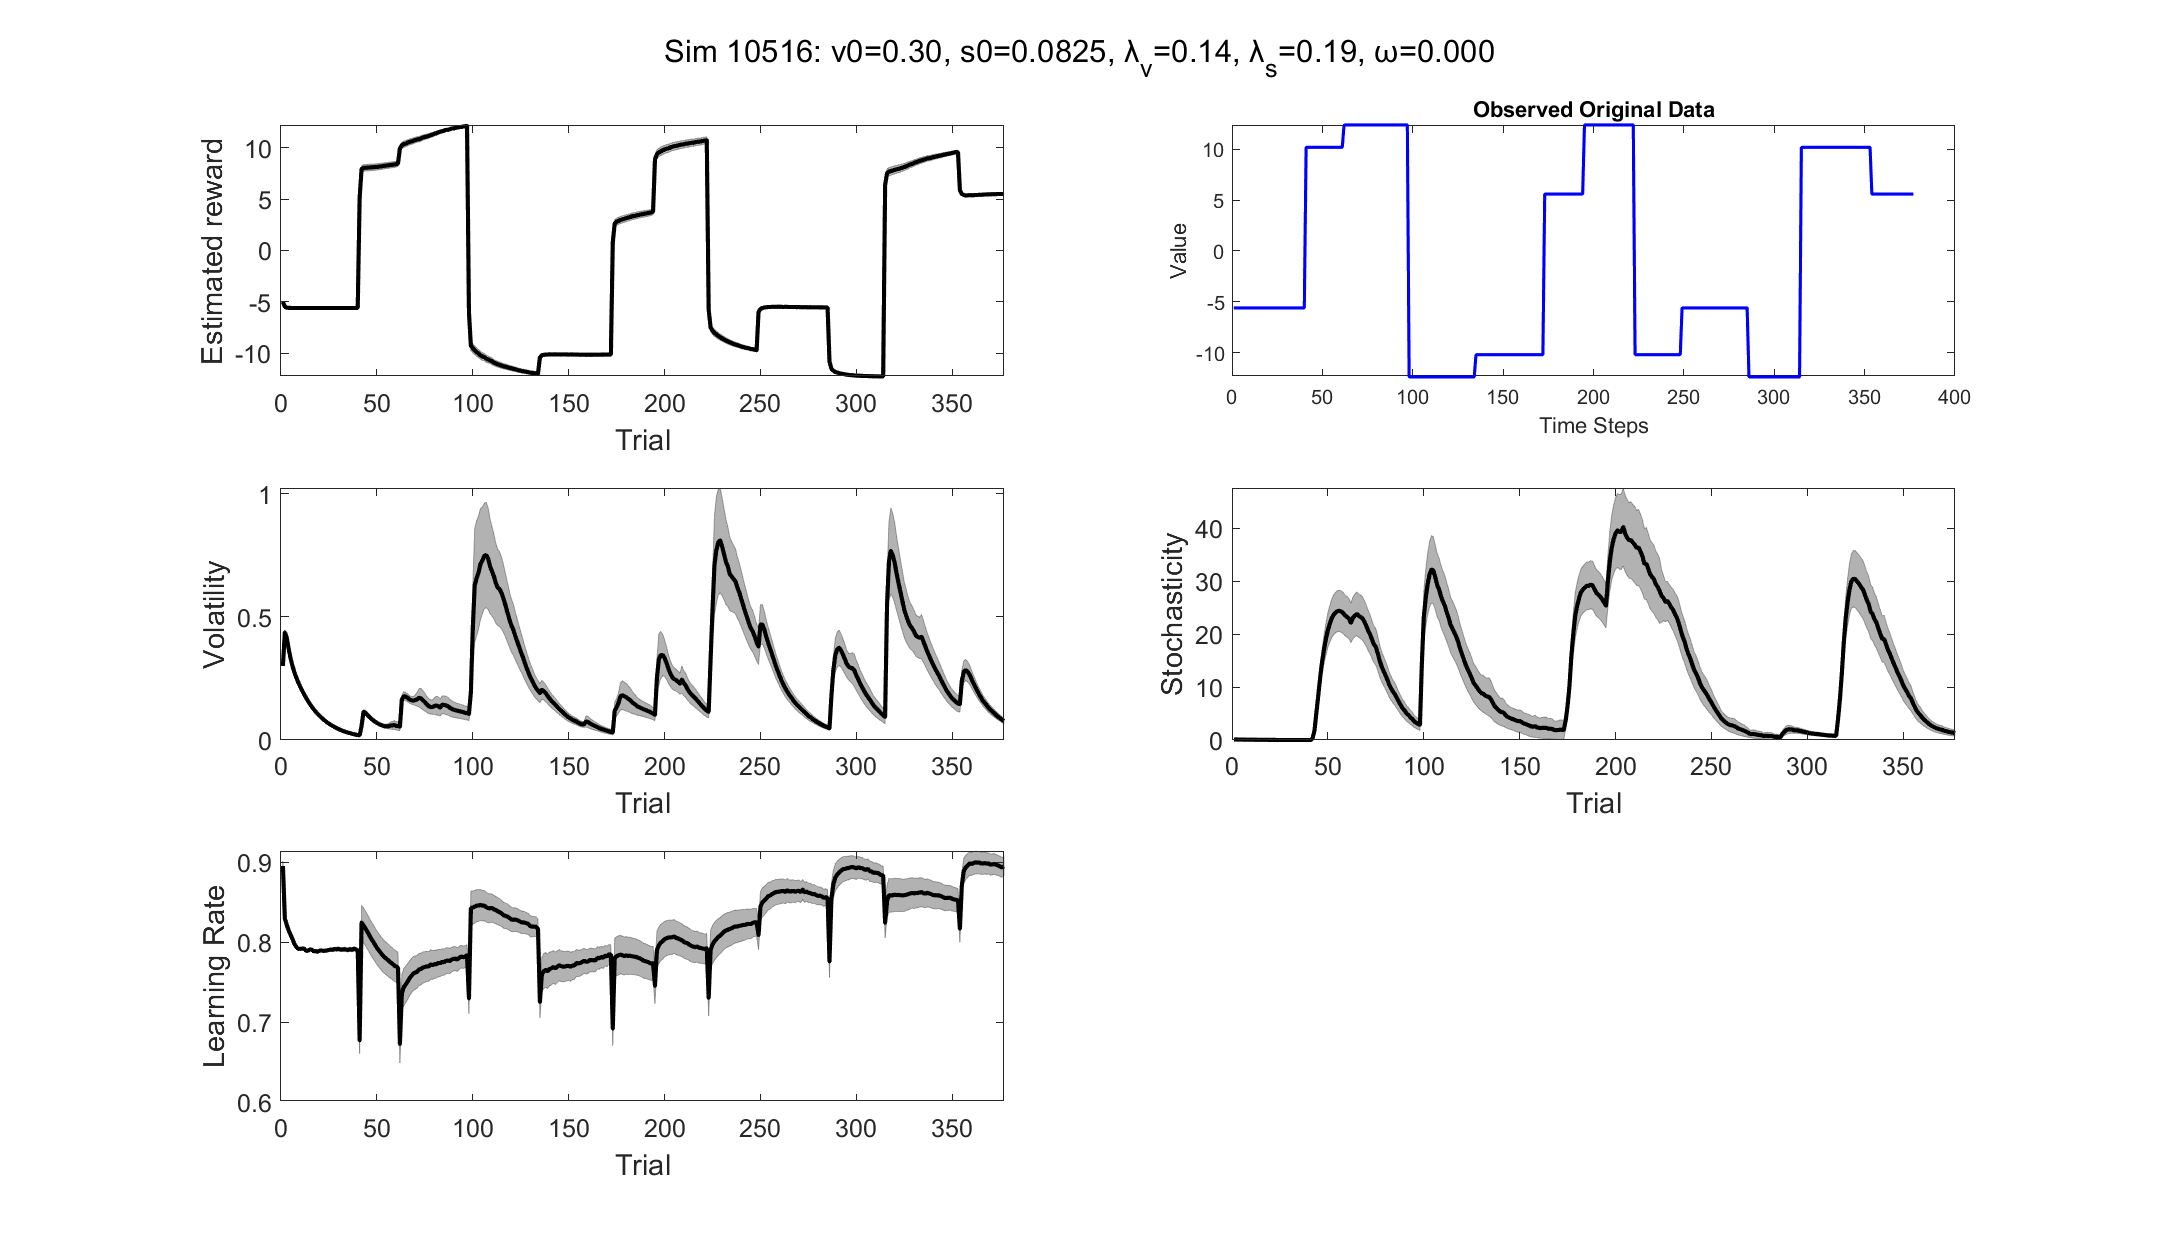 Sim 10516: v0=0.30, s0=0.0825, λ_v=0.14, λ_s=0.19, ω=0.000
Estimated reward
10
5
0
-5
-10
0 50 100 150 200 250 300 350
Trial
Observed Original Data
Value
10
5
0
-5
-10
0 50 100 150 200 250 300 350 400
Time Steps
Volatility
1
0.5
0
0 50 100 150 200 250 300 350
Trial
Stochasticity
40
30
20
10
0
0 50 100 150 200 250 300 350
Trial
Learning Rate
0.9
0.8
0.7
0.6
0 50 100 150 200 250 300 350
Trial